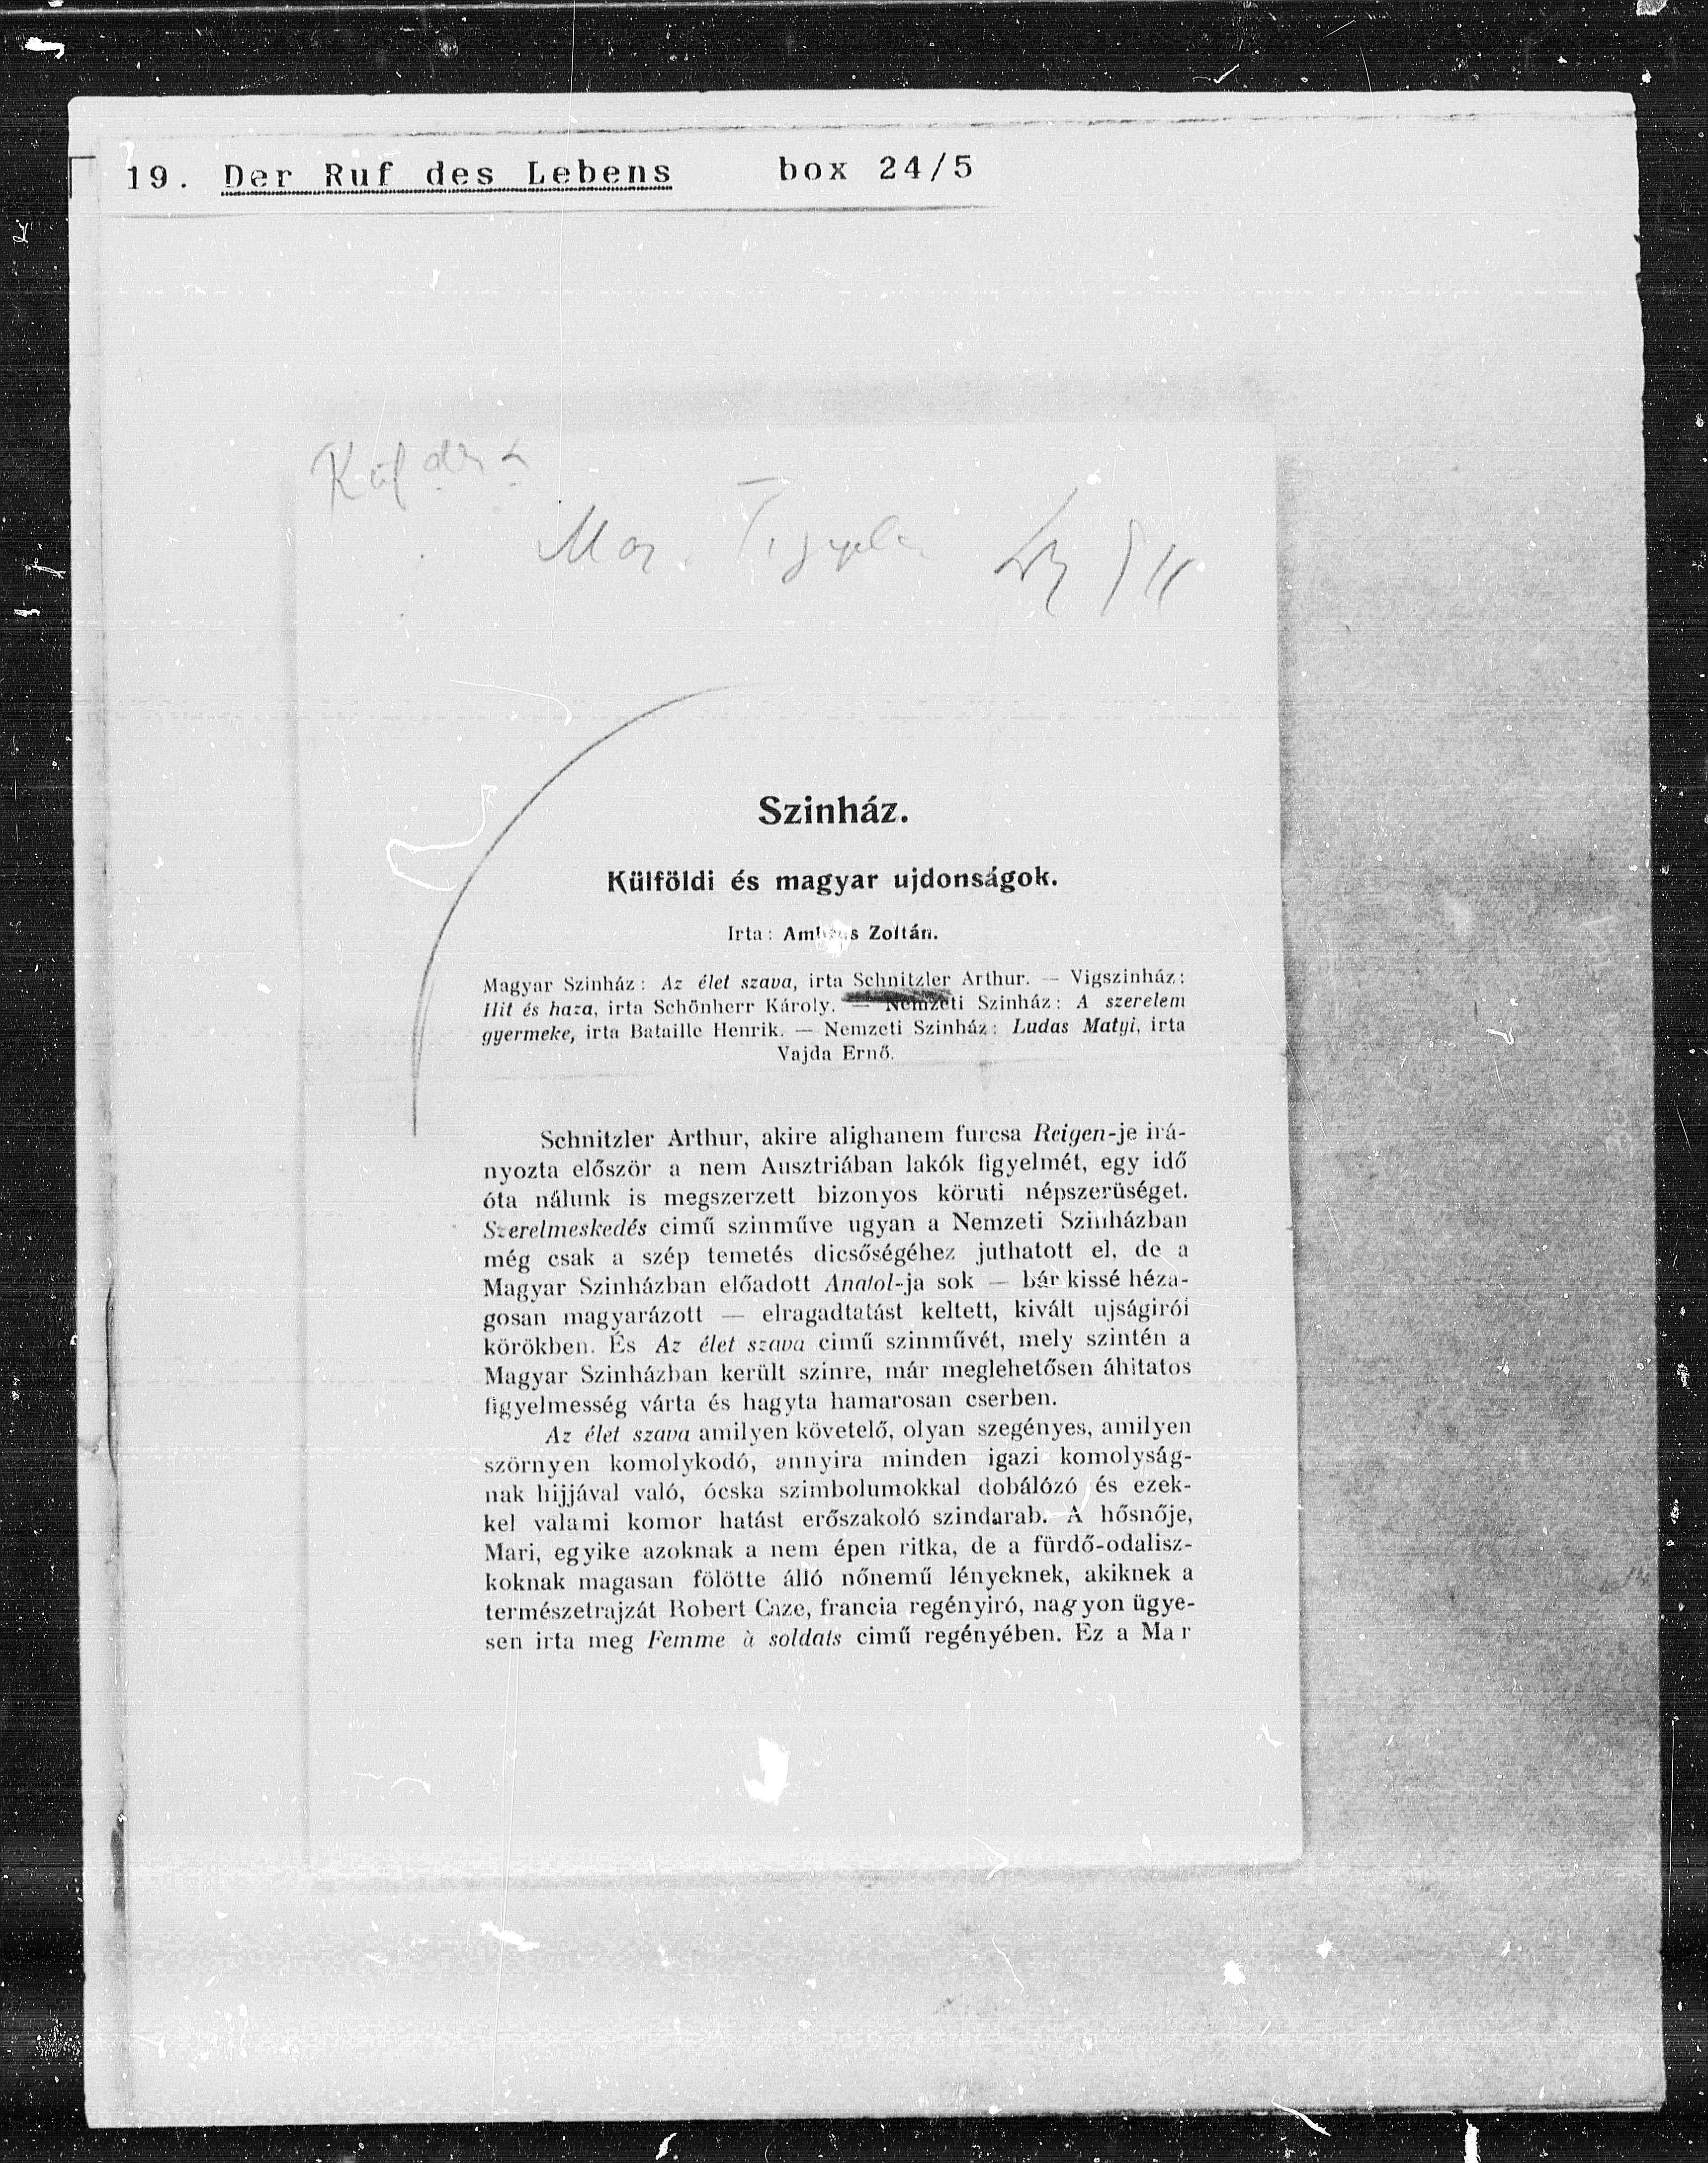 19. Der Ruf des Lebens box 24/5
Szinház.
Külföldi és magyar ujdonságok.
Irta: Zoltán.
Magyar Szinház: Az élet szava, irta Schnitzler Arthur. — Vigszinház:
Hit és haza, irta Schönherr Károly. — Nemzeti Szinház: A szerelem
gyermeke, irta Bataille Henrik. — Nemzeti Szinház: Ludas Matyi, irta
Vajda Ernő.
Schnitzler Arthur, akire alighanem furcsa Reigen-je irá-
nyozta először a nem Ausztriában lakók figyelmét, egy idő
óta nálunk is megszerzett bizonyos köruti népszerüséget.
Szerelmeskedés cimű szinműve ugyan a Nemzeti Szinházban
még csak a szép temetés dicsőségéhez juthatott el, de a
Magyar Szinházban előadott Anatol-ja sok — bár kissé héza-
gosan magyarázott — elragadtatást keltett, kivált ujságirói
körökben. És Az élet szava cimű szinművét, mely szintén a
Magyar Szinházban került szinre, már meglehetősen áhitatos
figyelmesség várta és hagyta hamarosan cserben.
Az élet szava amilyen követelő, olyan szegényes, amilyen
szörnyen komolykodó, annyira minden igazi komolyság-
nak hijjával való, ócska szimbolumokkal dobálózó és ezek-
kel valami komor hatást erőszakoló szindarab. A hősnője,
Mari, egyike azoknak a nem épen ritka, de a fürdő-odalisz-
koknak magasan fölötte álló nőnemű lényeknek, akiknek a
természetrajzát Robert Caze, francia regényiró, nagyon ügye-
sen irta meg Femme à soldats cimű regényében. Ez a Mar